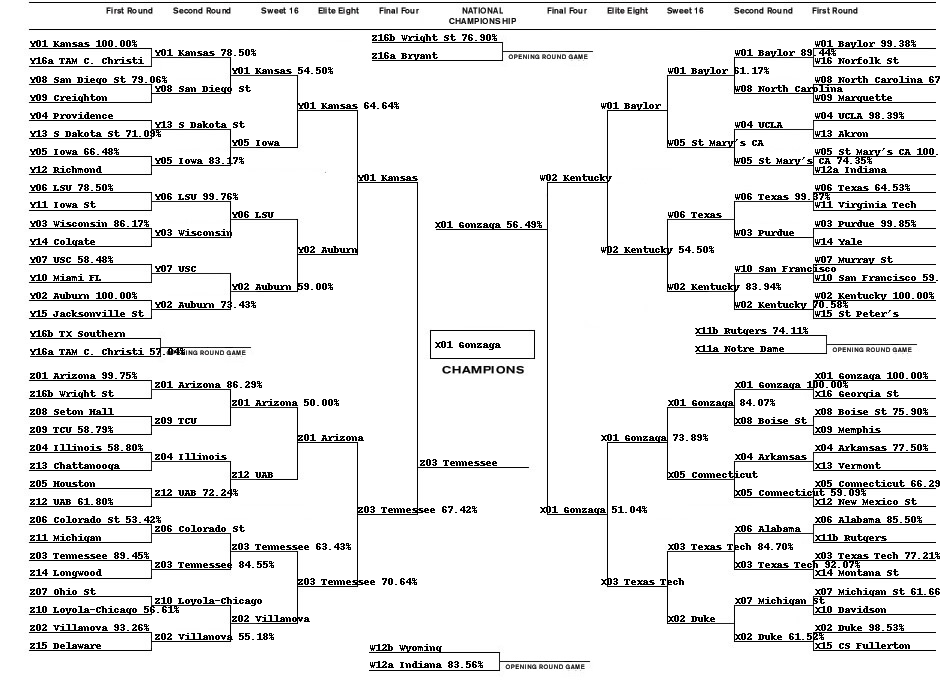 First Round Second Round Sweet 16 Elite Eight Final Four NATIONAL CHAMPIONSHIP Final Four Elite Eight Sweet 16 Second Round First Round
Y01 Kansas 100.00%
Y16a TAM C. Christi
Y08 San Diego St 79.06%
Y09 Creighton
Y04 Providence
Y13 S Dakota St 71.09%
Y05 Iowa 66.48%
Y12 Richmond
Y06 LSU 78.50%
Y11 Iowa St
Y03 Wisconsin 86.17%
Y14 Colgate
Y07 USC 58.48%
Y10 Miami FL
Y02 Auburn 100.00%
Y15 Jacksonville St
Y16b TX Southern
Y16a TAM C. Christi 57.04%
OPENING ROUND GAME
Y01 Kansas 78.50%
Y08 San Diego St
Y13 S Dakota St
Y05 Iowa 83.17%
Y06 LSU 99.76%
Y03 Wisconsin
Y07 USC
Y02 Auburn 73.43%
Y01 Kansas 54.50%
Y05 Iowa
Y06 LSU
Y02 Auburn 59.00%
Y01 Kansas 64.64%
Y02 Auburn
Y01 Kansas
Z01 Arizona 99.75%
Z16b Wright St
Z08 Seton Hall
Z09 TCU 58.79%
Z04 Illinois 58.80%
Z13 Chattanooga
Z05 Houston
Z12 UAB 61.80%
Z06 Colorado St 53.42%
Z11 Michigan
Z03 Tennessee 89.45%
Z14 Longwood
Z07 Ohio St
Z10 Loyola-Chicago 56.61%
Z02 Villanova 93.26%
Z15 Delaware
Z01 Arizona 86.29%
Z09 TCU
Z04 Illinois
Z12 UAB 72.24%
Z06 Colorado St
Z03 Tennessee 84.55%
Z10 Loyola-Chicago
Z02 Villanova 55.18%
Z01 Arizona 50.00%
Z12 UAB
Z03 Tennessee 63.43%
Z02 Villanova
Z01 Arizona
Z03 Tennessee 70.64%
Z03 Tennessee 67.42%
Z16b Wright St 76.90%
Z16a Bryant
OPENING ROUND GAME
X01 Gonzaga 56.49%
X01 Gonzaga
CHAMPIONS
Z03 Tennessee
W12b Wyoming
W12a Indiana 83.56%
OPENING ROUND GAME
W02 Kentucky
W01 Baylor
W02 Kentucky 54.50%
W01 Baylor 61.17%
W05 St Mary's CA
W06 Texas
W02 Kentucky 83.94%
W01 Baylor 89.44%
W08 North Carolina
W04 UCLA
W05 St Mary's CA 74.35%
W06 Texas 99.37%
W03 Purdue
W10 San Francisco
W02 Kentucky 70.58%
W01 Baylor 99.38%
W16 Norfolk St
W08 North Carolina 67
W09 Marquette
W04 UCLA 98.39%
W13 Akron
W05 St Mary's CA 100.
W12a Indiana
W06 Texas 64.53%
W11 Virginia Tech
W03 Purdue 99.85%
W14 Yale
W07 Murray St
W10 San Francisco 59.
W02 Kentucky 100.00%
W15 St Peter's
X11b Rutgers 74.11%
X11a Notre Dame
OPENING ROUND GAME
X01 Gonzaga 51.04%
X01 Gonzaga 73.89%
X03 Texas Tech
X01 Gonzaga 84.07%
X05 Connecticut
X03 Texas Tech 84.70%
X02 Duke
X01 Gonzaga 100.00%
X08 Boise St
X04 Arkansas
X05 Connecticut 59.09%
X06 Alabama
X03 Texas Tech 92.07%
X07 Michigan St
X02 Duke 61.52%
X01 Gonzaga 100.00%
X16 Georgia St
X08 Boise St 75.90%
X09 Memphis
X04 Arkansas 77.50%
X13 Vermont
X05 Connecticut 66.29
X12 New Mexico St
X06 Alabama 85.50%
X11b Rutgers
X03 Texas Tech 77.21%
X14 Montana St
X07 Michigan St 61.66
X10 Davidson
X02 Duke 98.53%
X15 CS Fullerton